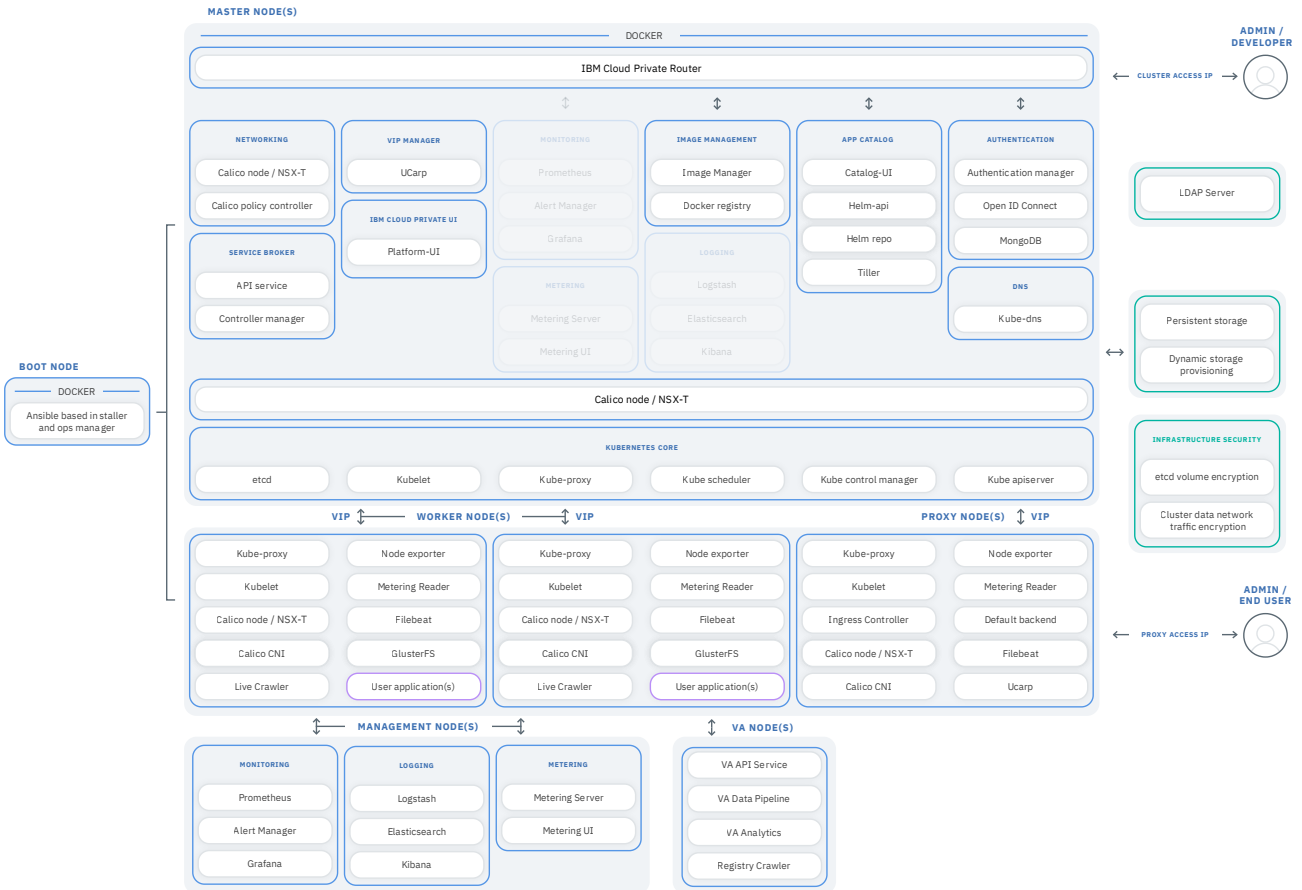 MASTER NODE(S)
DOCKER
IBM Cloud Private Router
ADMIN /
DEVELOPER
CLUSTER ACCESS IP
NETWORKING
Calico node / NSX-T
Calico policy controller
VIP MANAGER
UCarp
MONITORING
Prometheus
Alert Manager
Grafana
IMAGE MANAGEMENT
Image Manager
Docker registry
APP CATALOG
Catalog-UI
Helm-api
Helm repo
Tiller
AUTHENTICATION
Authentication manager
Open ID Connect
MongoDB
LDAP Server
SERVICE BROKER
API service
Controller manager
IBM CLOUD PRIVATE UI
Platform-UI
METERING
Metering Server
Metering UI
LOGGING
Logstash
Elasticsearch
Kibana
DNS
Kube-dns
Persistent storage
Dynamic storage
provisioning
BOOT NODE
DOCKER
Ansible based in staller
and ops manager
Calico node / NSX-T
KUBERNETES CORE
etcd
Kubelet
Kube-proxy
Kube scheduler
Kube control manager
Kube apiserver
INFRASTRUCTURE SECURITY
etcd volume encryption
Cluster data network
traffic encryption
VIP
WORKER NODE(S)
VIP
PROXY NODE(S)
VIP
Kube-proxy
Kubelet
Calico node / NSX-T
Calico CNI
Live Crawler
Node exporter
Metering Reader
Filebeat
GlusterFS
User application(s)
Kube-proxy
Kubelet
Calico node / NSX-T
Calico CNI
Live Crawler
Node exporter
Metering Reader
Filebeat
GlusterFS
User application(s)
Kube-proxy
Kubelet
Ingress Controller
Calico node / NSX-T
Calico CNI
Node exporter
Metering Reader
Default backend
Filebeat
Ucarp
ADMIN /
END USER
PROXY ACCESS IP
MANAGEMENT NODE(S)
VA NODE(S)
MONITORING
Prometheus
Alert Manager
Grafana
LOGGING
Logstash
Elasticsearch
Kibana
METERING
Metering Server
Metering UI
VA API Service
VA Data Pipeline
VA Analytics
Registry Crawler